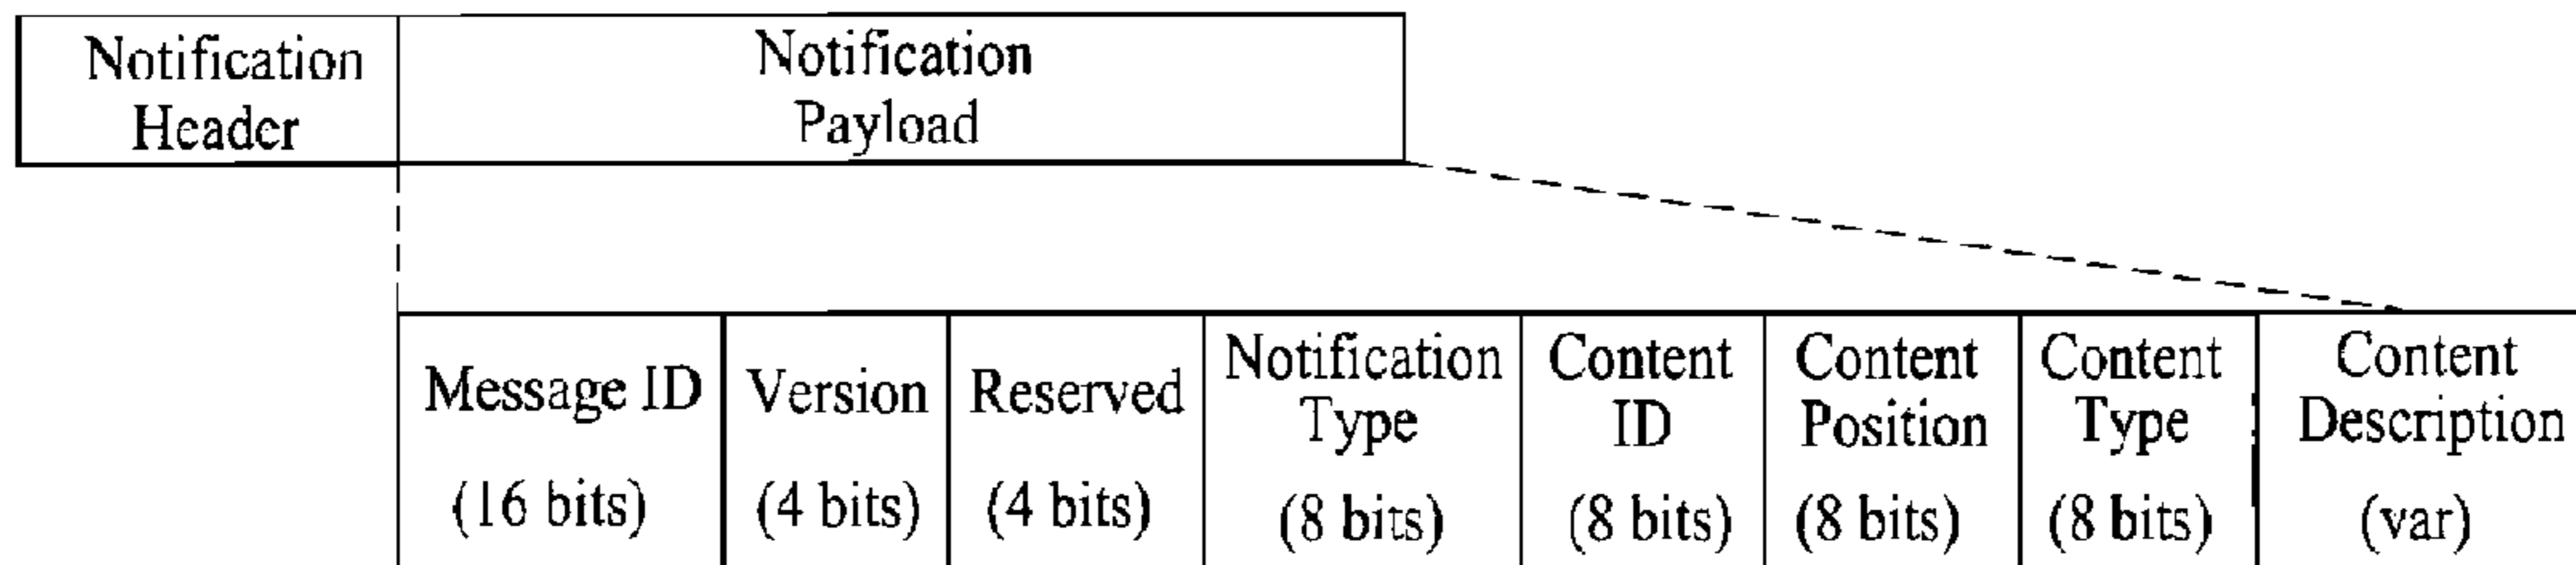 Notification
Header
Notification
Payload
Message ID
(16 bits)
Version
(4 bits)
Reserved
(4 bits)
Notification
Type
(8 bits)
Content
ID
(8 bits)
Content
Position
(8 bits)
Content
Type
(8 bits)
Content
Description
(var)